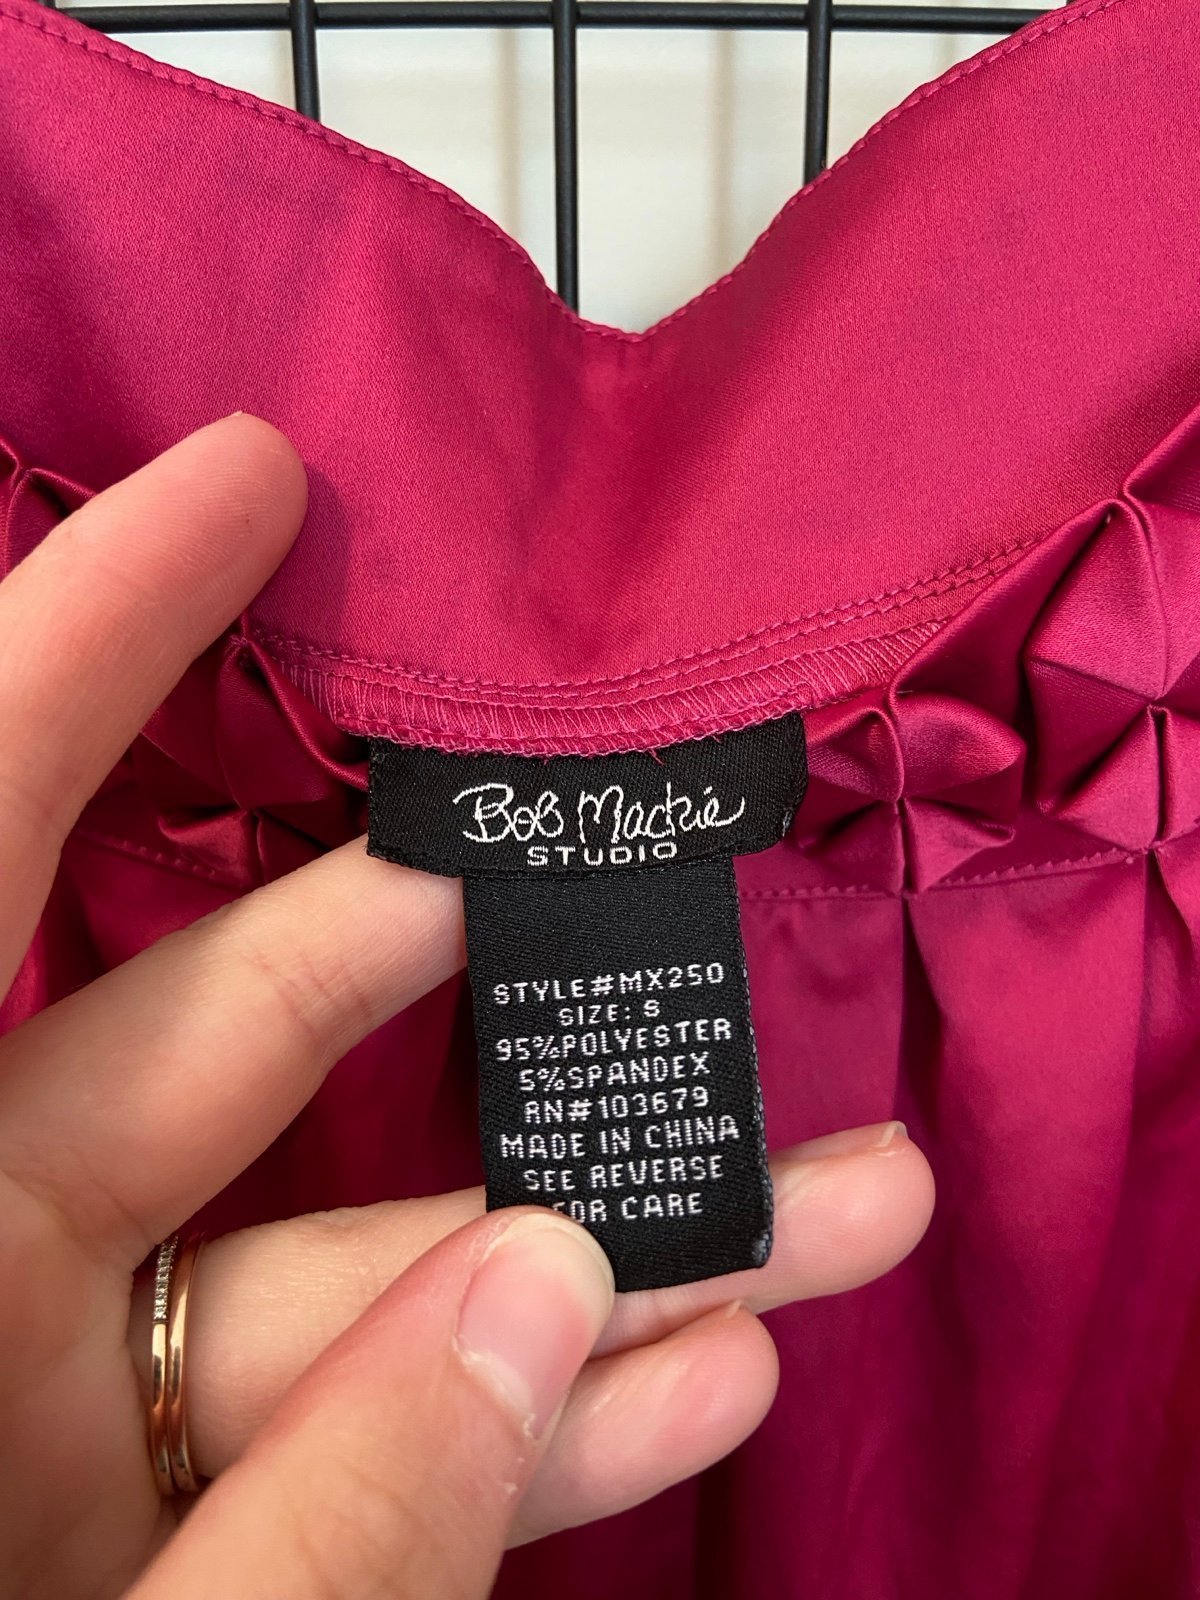 Bob Mackie
STUDIO
STYLE#MX250
SIZE: S
95%POLYESTER
5%SPANDEX
RN#103679
MADE IN CHINA
SEE REVERSE
FOR CARE